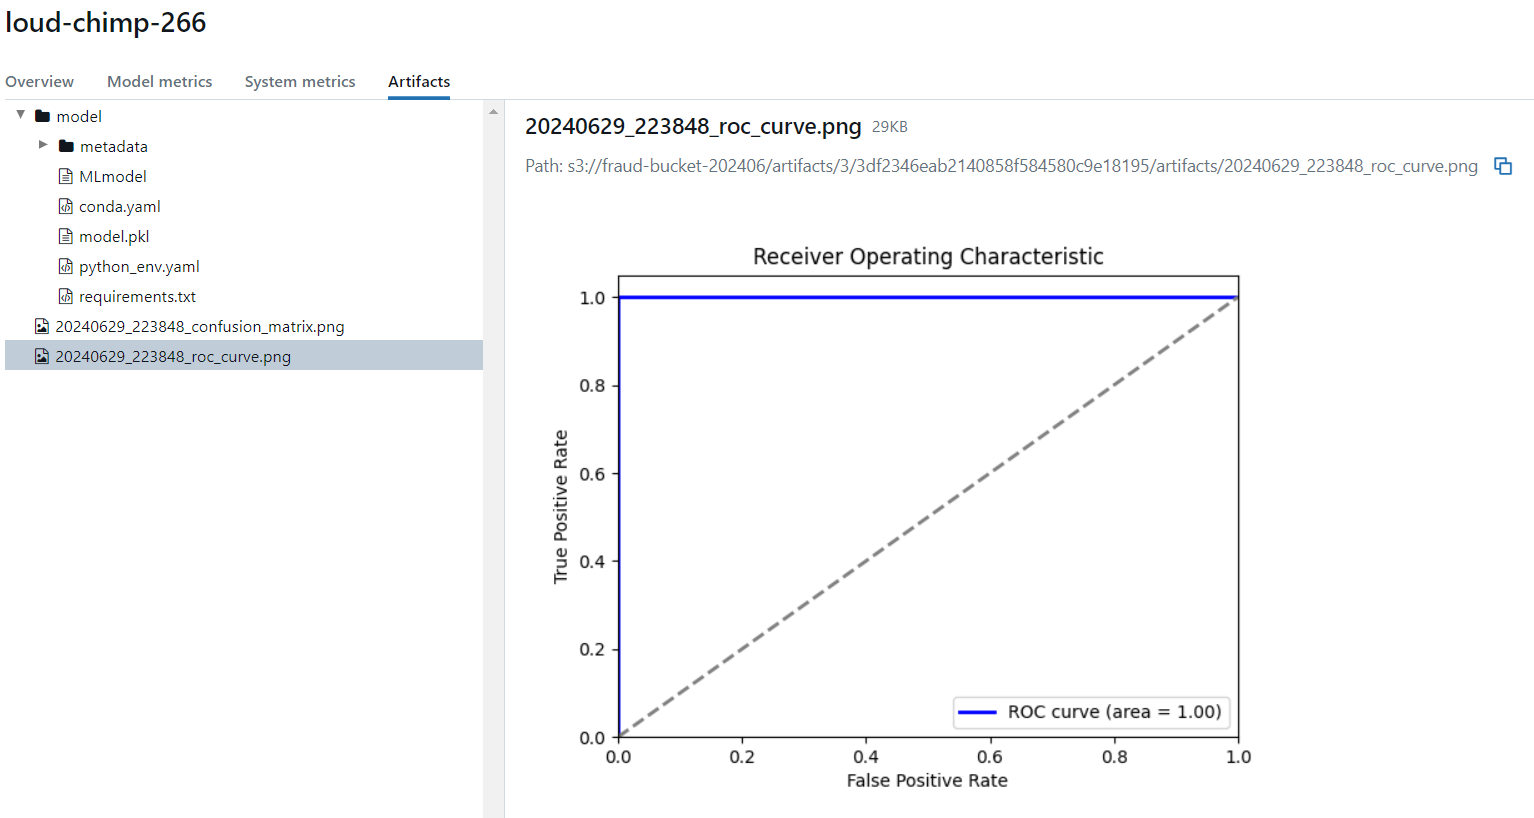 loud-chimp-266
Overview Model metrics System metrics Artifacts
model
metadata
MLmodel
conda.yaml
model.pkl
python_env.yaml
requirements.txt
20240629_223848_confusion_matrix.png
20240629_223848_roc_curve.png
20240629_223848_roc_curve.png 29KB
Path: s3://fraud-bucket-202406/artifacts/3/3df2346eab2140858f584580c9e18195/artifacts/20240629_223848_roc_curve.png
Receiver Operating Characteristic
1.0
0.8
0.6
0.4
0.2
0.0
True Positive Rate
ROC curve (area = 1.00)
0.0 0.2 0.4 0.6 0.8 1.0
False Positive Rate